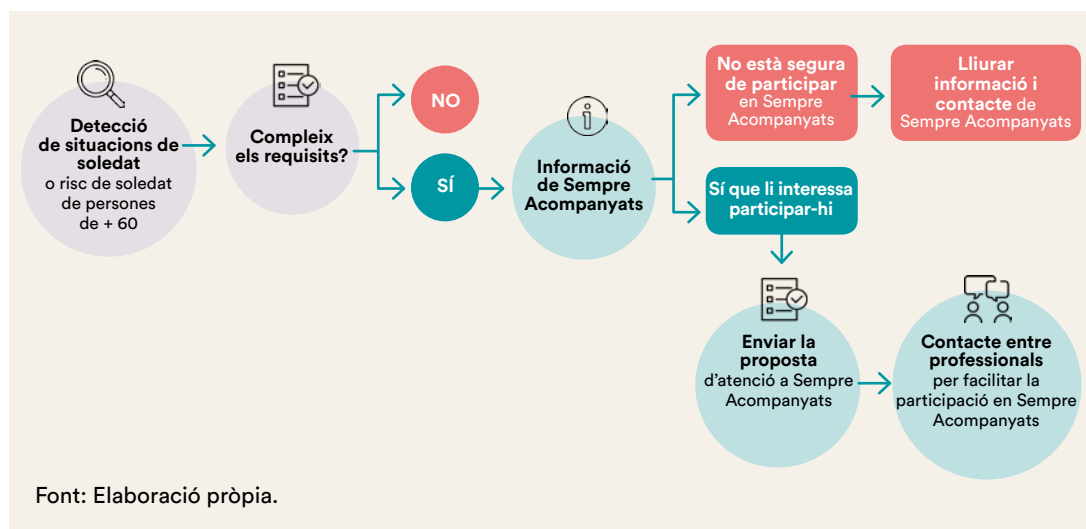 Detecció
de situacions de
soledat
o risc de soledat
de persones
de + 60
Compleix
els requisits?
NO
SÍ
Informació
de Sempre
Acompanyats
No està segura
de participar
en Sempre
Acompanyats
Lliurar
informació i
contacte de
Sempre Acompanyats
Sí que li interessa
participar-hi
Enviar la
proposta
d'atenció a Sempre
Acompanyats
Contacte entre
professionals
per facilitar la
participació en Sempre
Acompanyats
Font: Elaboració pròpia.